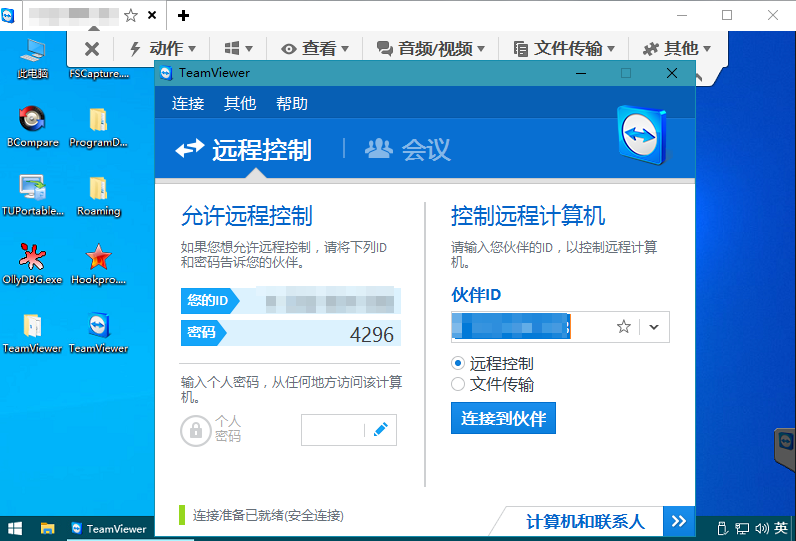 动作
查看
音频/视频
文件传输
其他
此电脑
FSCapture....
BCompare
ProgramD...
TUPortable...
Roaming
OllyDBG.exe
Hookpro....
TeamViewer
TeamViewer
TeamViewer
连接 其他 帮助
远程控制
会议
允许远程控制
如果您想允许远程控制，请将下列ID
和密码告诉您的伙伴。
您的ID
密码
4296
输入个人密码，从任何地方访问该计算
机。
个人
密码
连接准备已就绪(安全连接)
控制远程计算机
请输入您伙伴的ID，以控制远程计算
机。
伙伴ID
远程控制
文件传输
连接到伙伴
计算机和联系人
TeamViewer
英